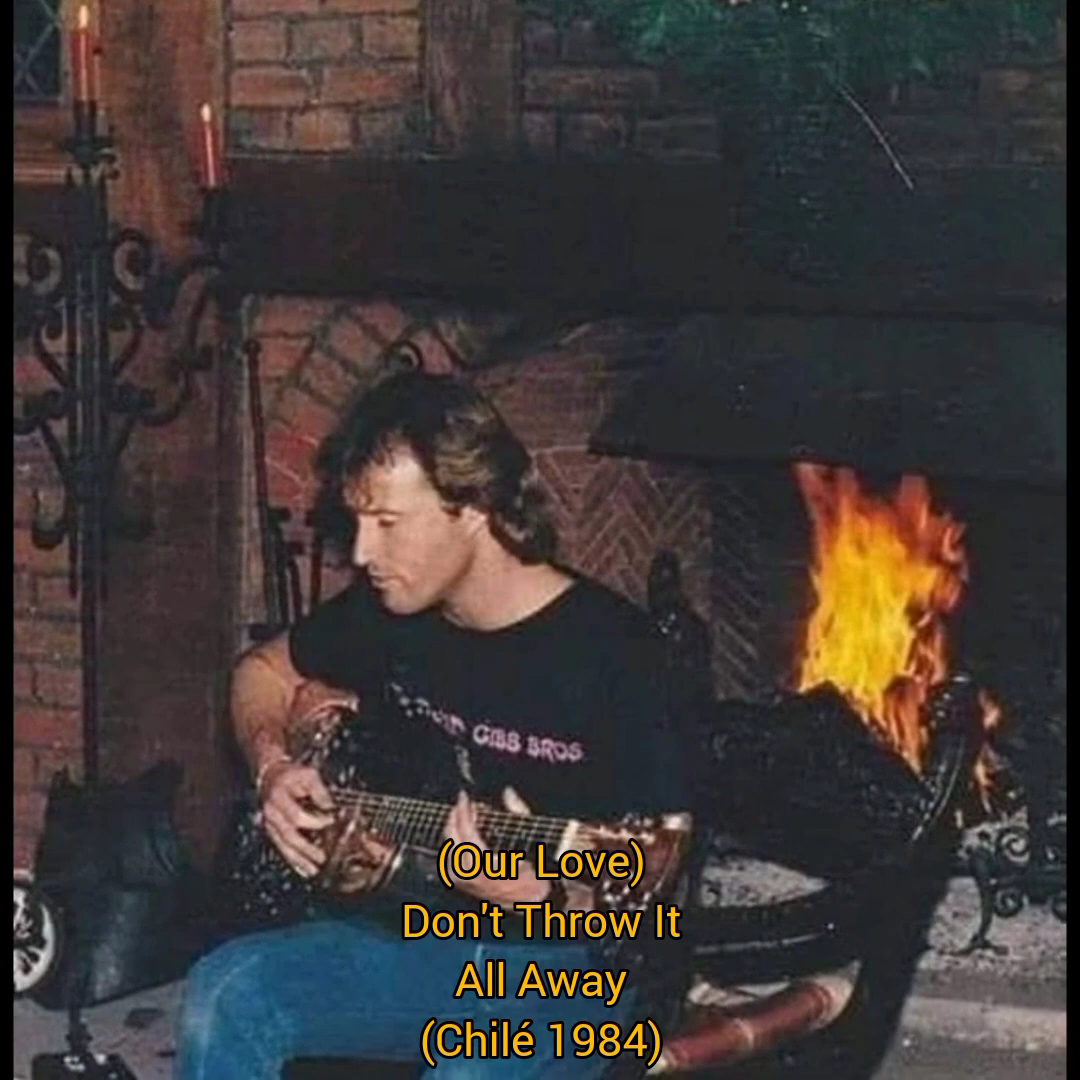 GIBB BROS
(Our Love)
Don't Throw It
All Away
(Chilé 1984)